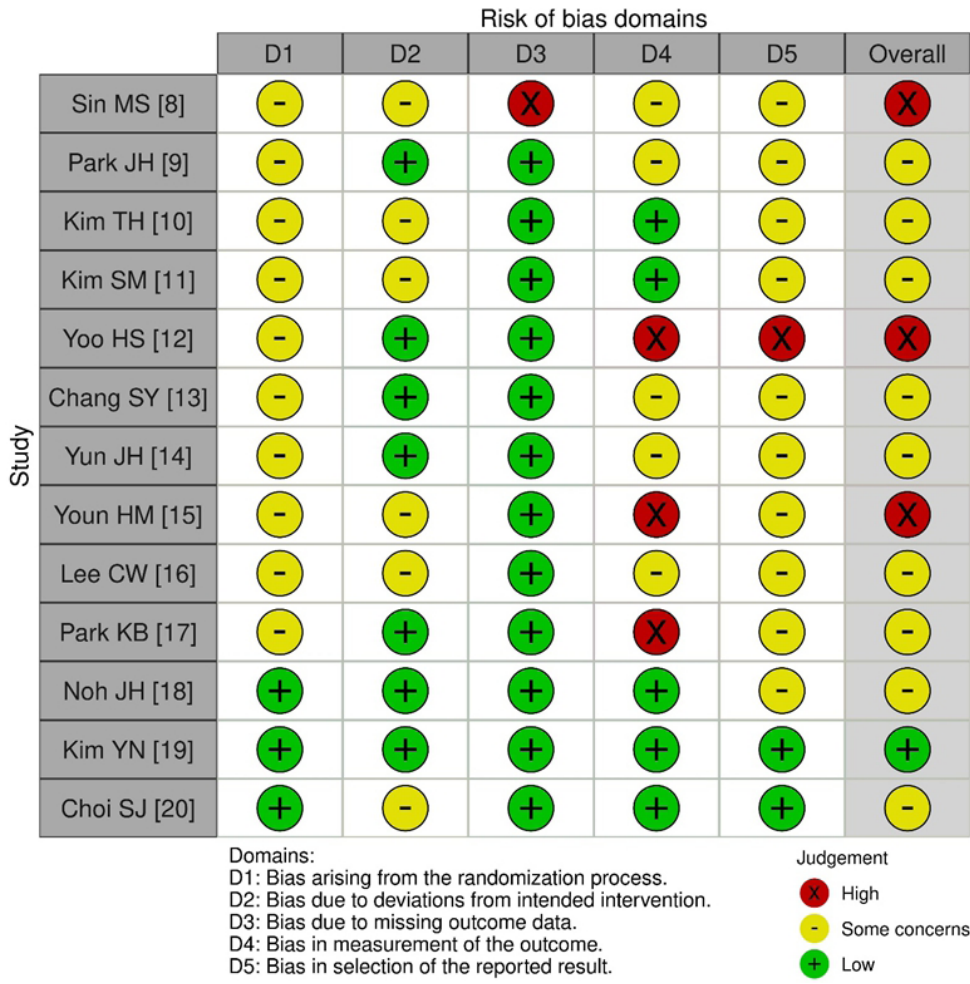 Risk of bias domains
D1 D2 D3 D4 D5 Overall
Study
Sin MS [8] - - X - - X
Park JH [9] - + + - - -
Kim TH [10] - - + + - -
Kim SM [11] - - + + - -
Yoo HS [12] - + + X X X
Chang SY [13] - + + - - -
Yun JH [14] - + + - - -
Youn HM [15] - - + X - X
Lee CW [16] - - + - - -
Park KB [17] - + + X - -
Noh JH [18] + + + + - -
Kim YN [19] + + + + + +
Choi SJ [20] + - + + + -
Domains:
D1: Bias arising from the randomization process.
D2: Bias due to deviations from intended intervention.
D3: Bias due to missing outcome data.
D4: Bias in measurement of the outcome.
D5: Bias in selection of the reported result.
Judgement
X High
- Some concerns
+ Low